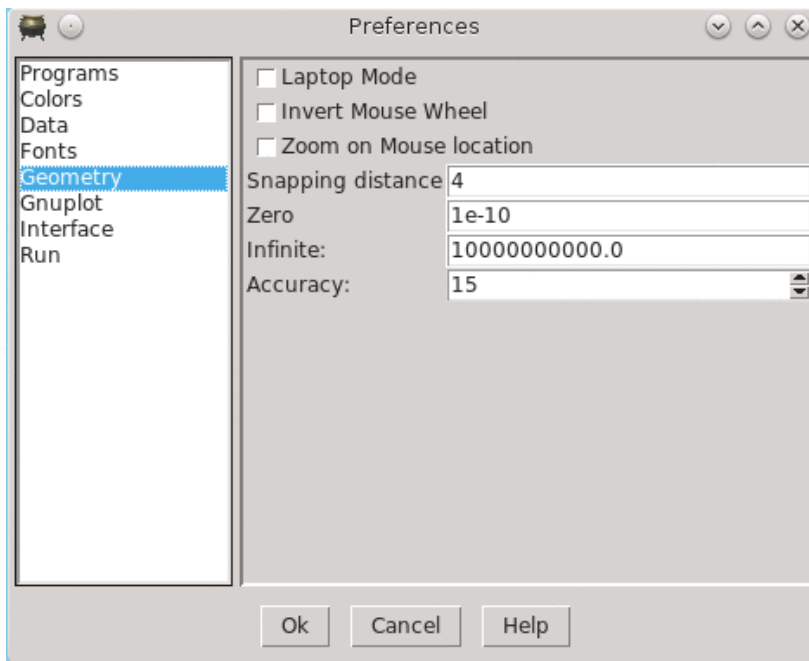 Preferences
Programs
Colors
Data
Fonts
Geometry
Gnuplot
Interface
Run
Laptop Mode
Invert Mouse Wheel
Zoom on Mouse location
Snapping distance 4
Zero 1e-10
Infinite: 10000000000.0
Accuracy: 15
Ok Cancel Help